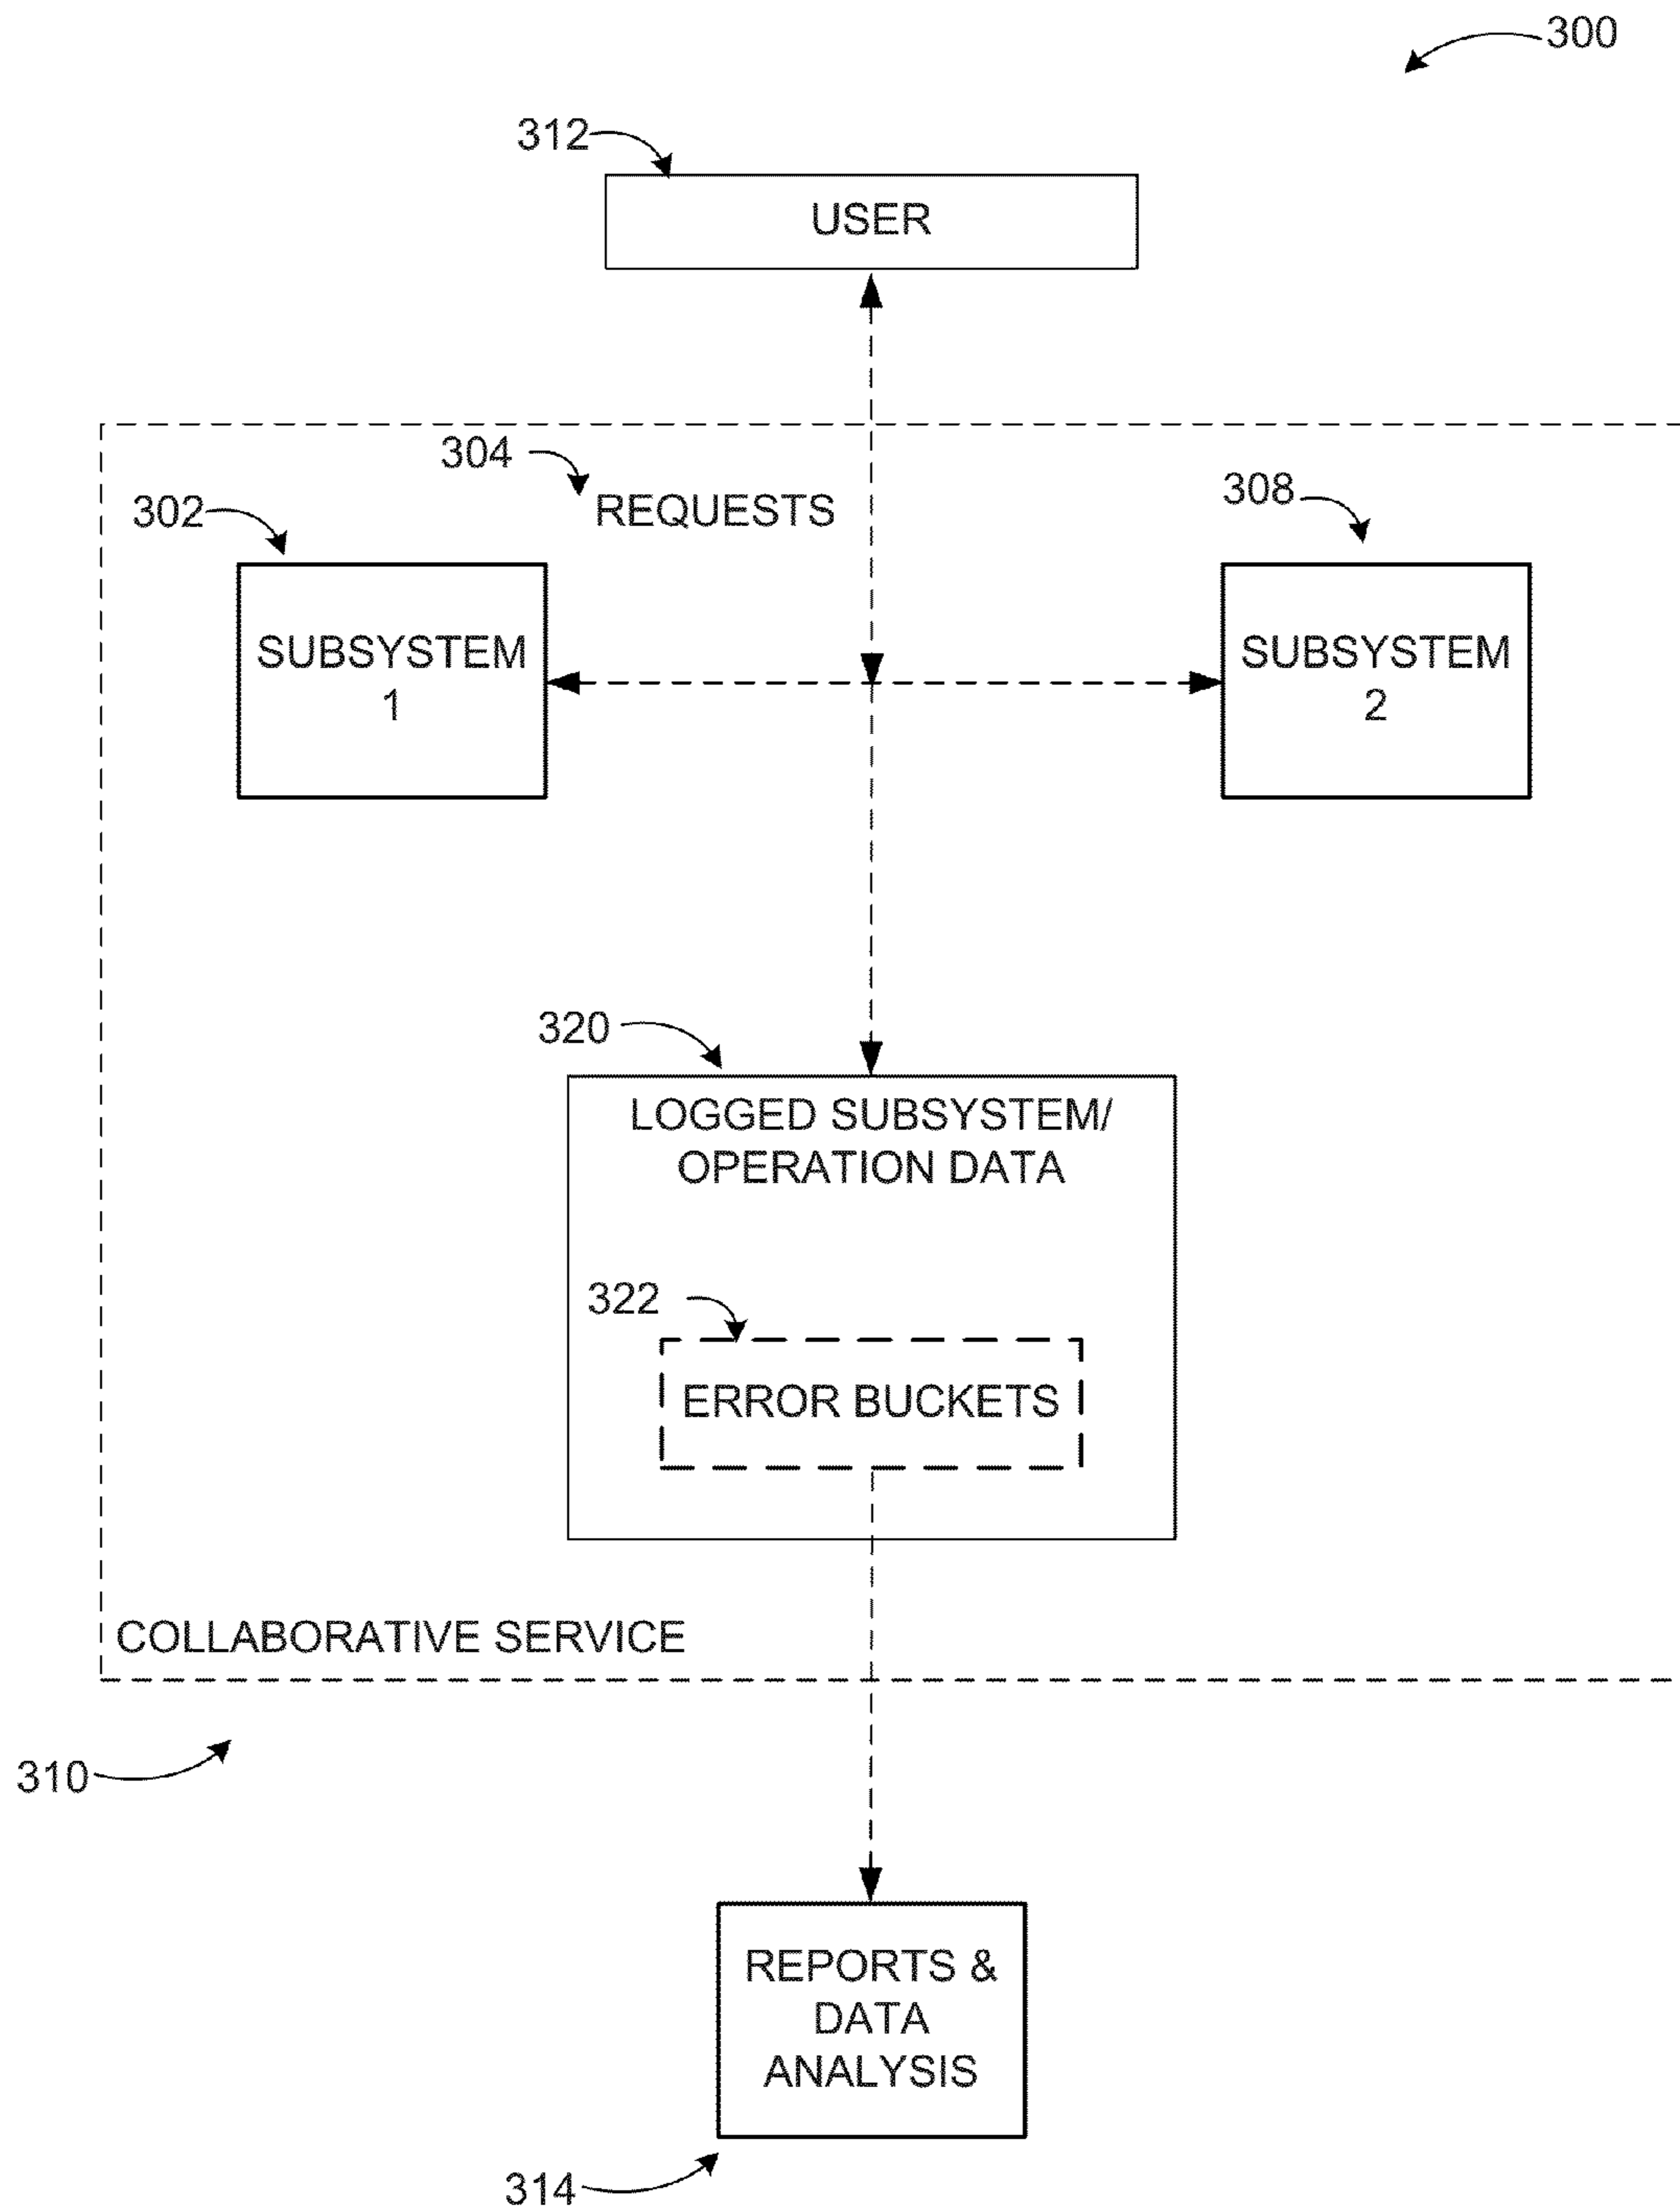 300
312
USER
304
REQUESTS
302
308
SUBSYSTEM
1
SUBSYSTEM
2
320
LOGGED SUBSYSTEM/
OPERATION DATA
322
ERROR BUCKETS
COLLABORATIVE SERVICE
310
REPORTS &
DATA
ANALYSIS
314